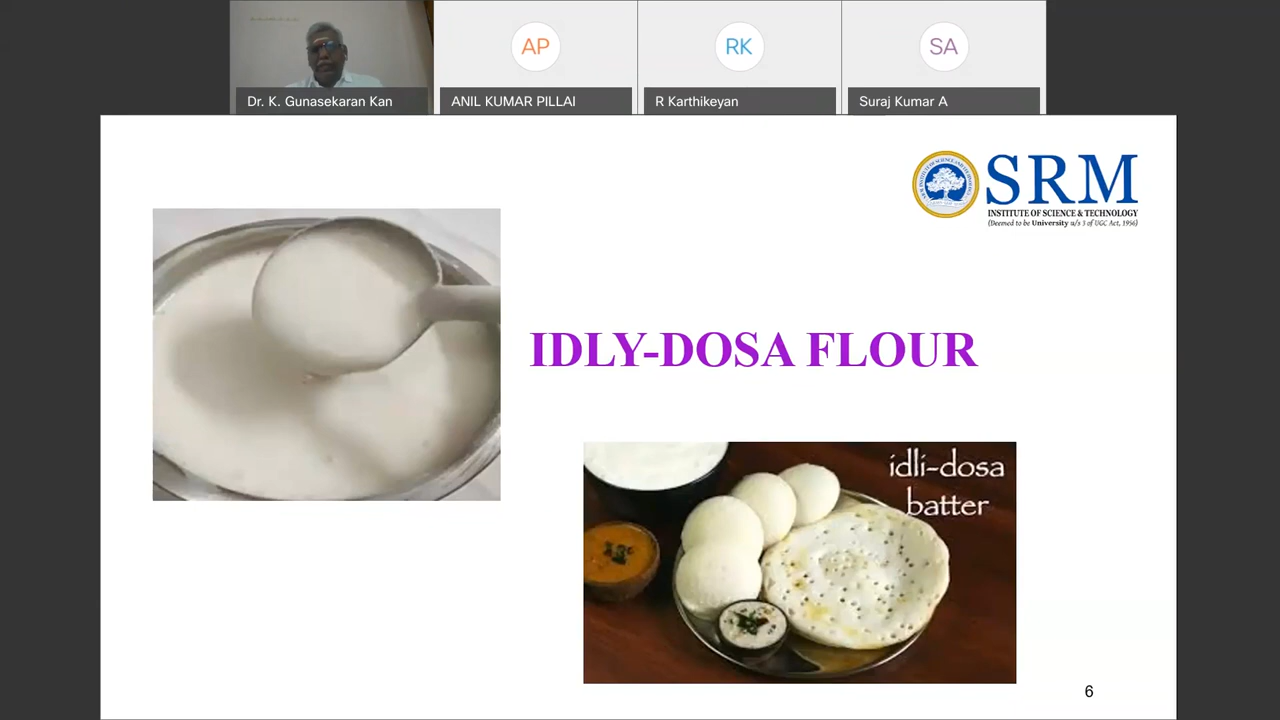 AP
RK
SA
Dr. K. Gunasekaran Kan
ANIL KUMAR PILLAI
R Karthikeyan
Suraj Kumar A
SRM
INSTITUTE OF SCIENCE & TECHNOLOGY
(Deemed to be University u/s 3 of UGC Act, 1956)
IDLY-DOSA FLOUR
idli-dosa
batter
6